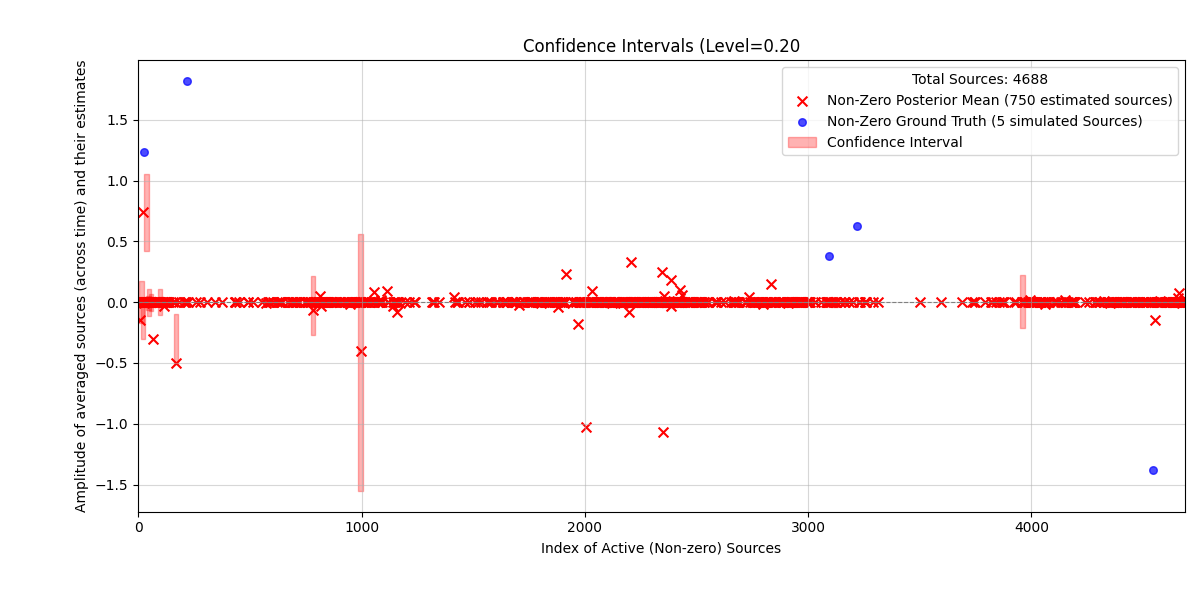 Confidence Intervals (Level=0.20
Total Sources: 4688
Non-Zero Posterior Mean (750 estimated sources)
Non-Zero Ground Truth (5 simulated Sources)
Confidence Interval
Amplitude of averaged sources (across time) and their estimates
1.5
1.0
0.5
0.0
−0.5
−1.0
−1.5
0 1000 2000 3000 4000
Index of Active (Non-zero) Sources